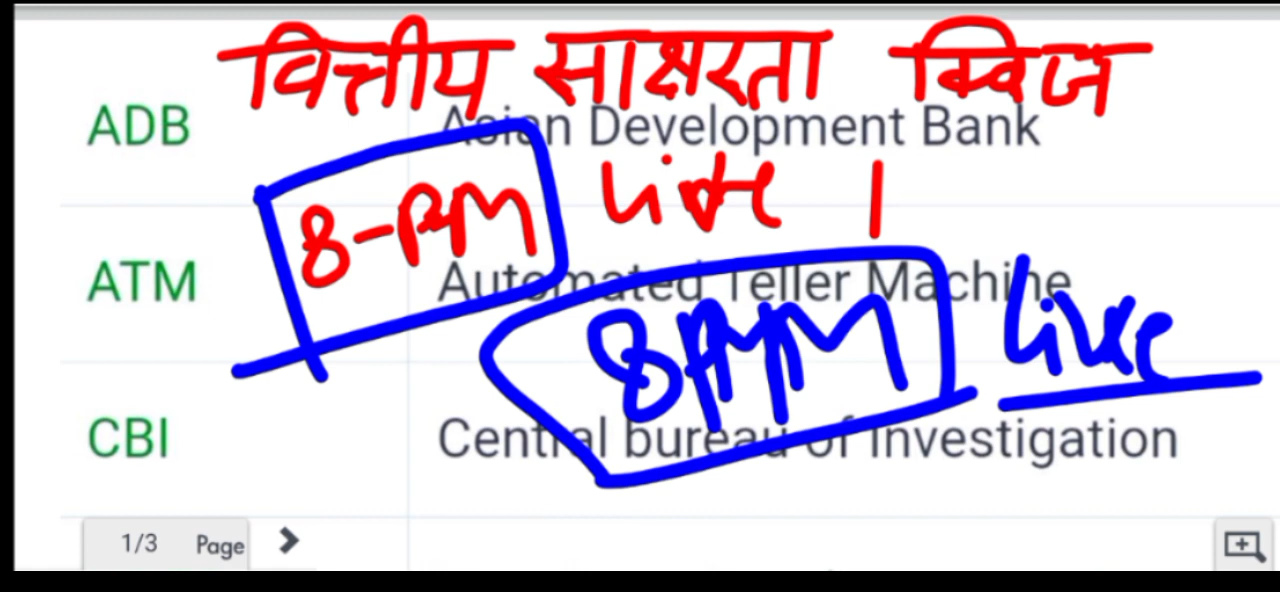 वित्तीय साक्षरता क्विज
ADB Asian Development Bank
8-PM Live |
ATM Automated Teller Machine
8PM Live
CBI Central bureau of Investigation
1/3 Page